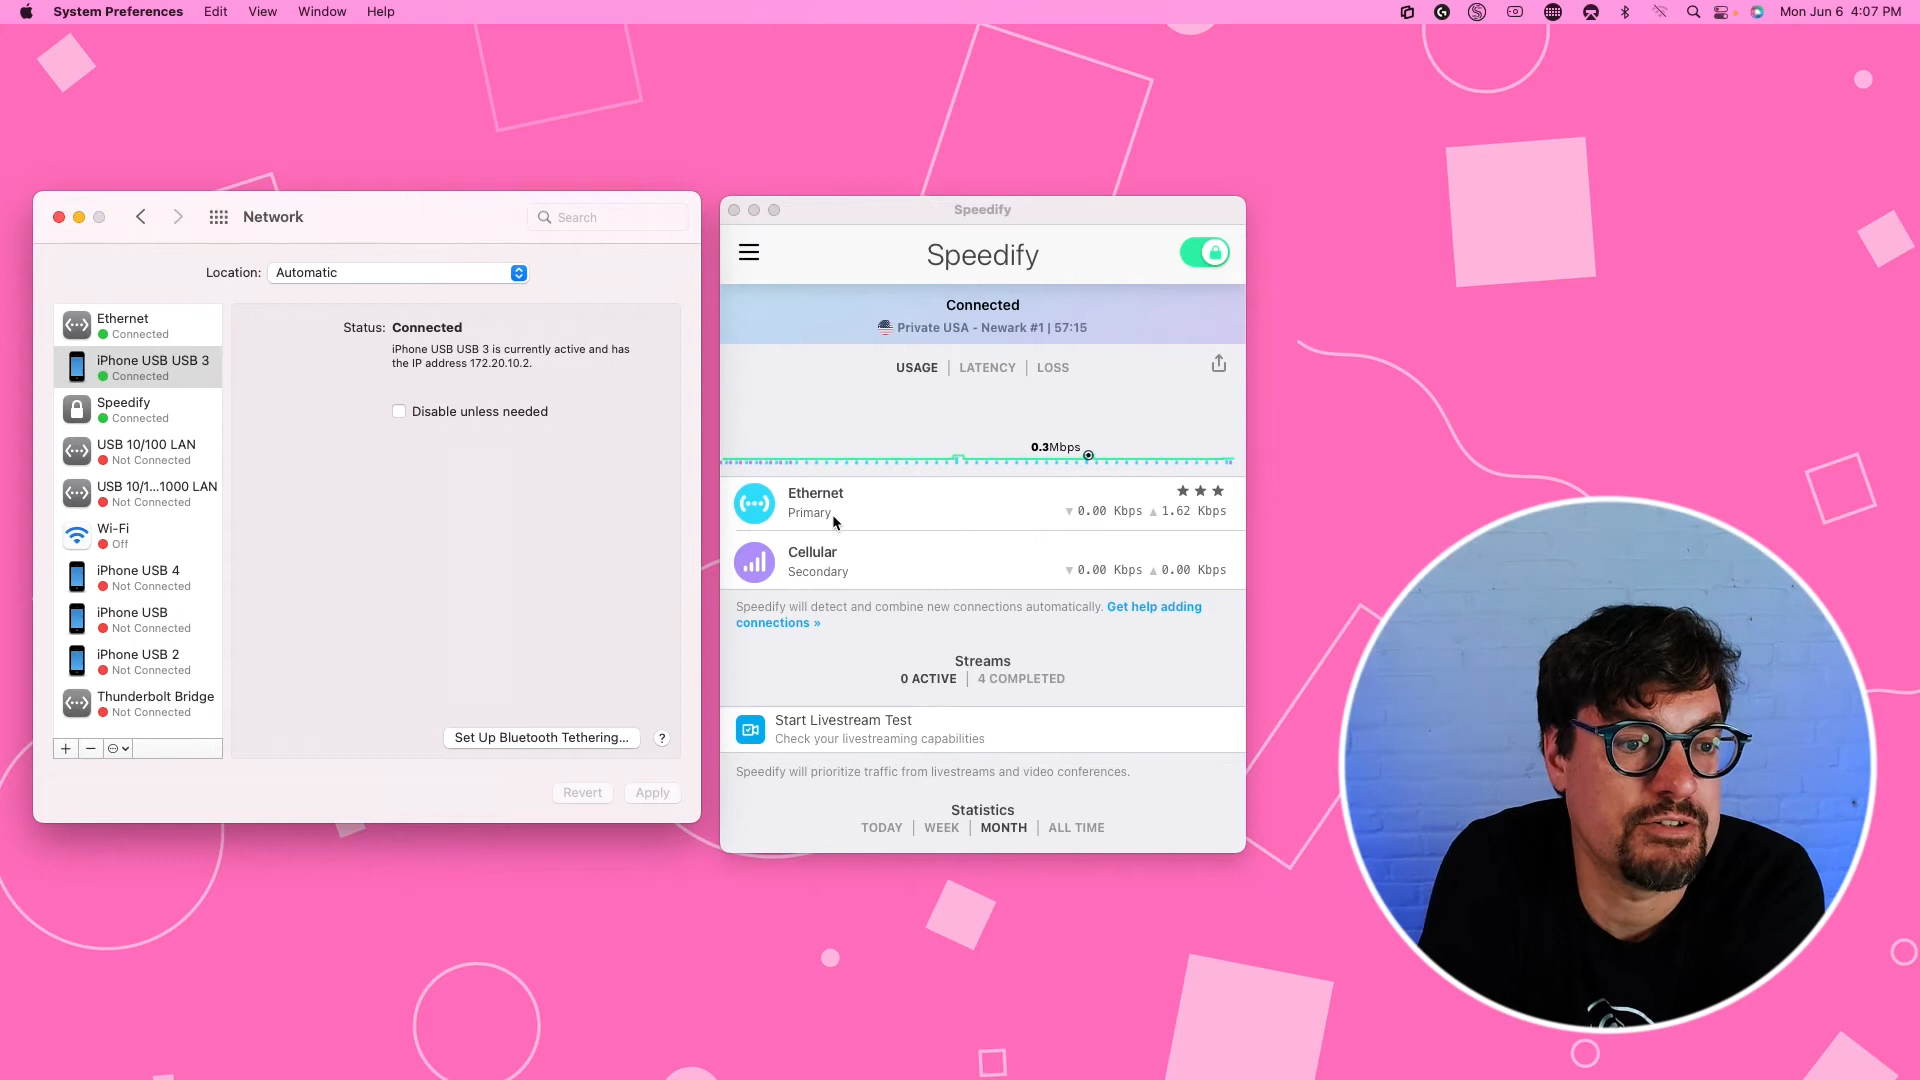 System Preferences Edit View Window Help
Mon Jun 6 4:07 PM
Network
Search
Location: Automatic
Ethernet
Connected
iPhone USB USB 3
Connected
Speedify
Connected
USB 10/100 LAN
Not Connected
USB 10/1...1000 LAN
Not Connected
Wi-Fi
Off
iPhone USB 4
Not Connected
iPhone USB
Not Connected
iPhone USB 2
Not Connected
Thunderbolt Bridge
Not Connected
Status: Connected
iPhone USB USB 3 is currently active and has
the IP address 172.20.10.2.
Disable unless needed
Set Up Bluetooth Tethering...
?
Revert Apply
Speedify
Speedify
Connected
Private USA - Newark #1 | 57:15
USAGE | LATENCY | LOSS
0.3Mbps
Ethernet
Primary
▼ 0.00 Kbps ▲ 1.62 Kbps
Cellular
Secondary
▼ 0.00 Kbps ▲ 0.00 Kbps
Speedify will detect and combine new connections automatically. Get help adding
connections »
Streams
0 ACTIVE | 4 COMPLETED
Start Livestream Test
Check your livestreaming capabilities
Speedify will prioritize traffic from livestreams and video conferences.
Statistics
TODAY | WEEK | MONTH | ALL TIME